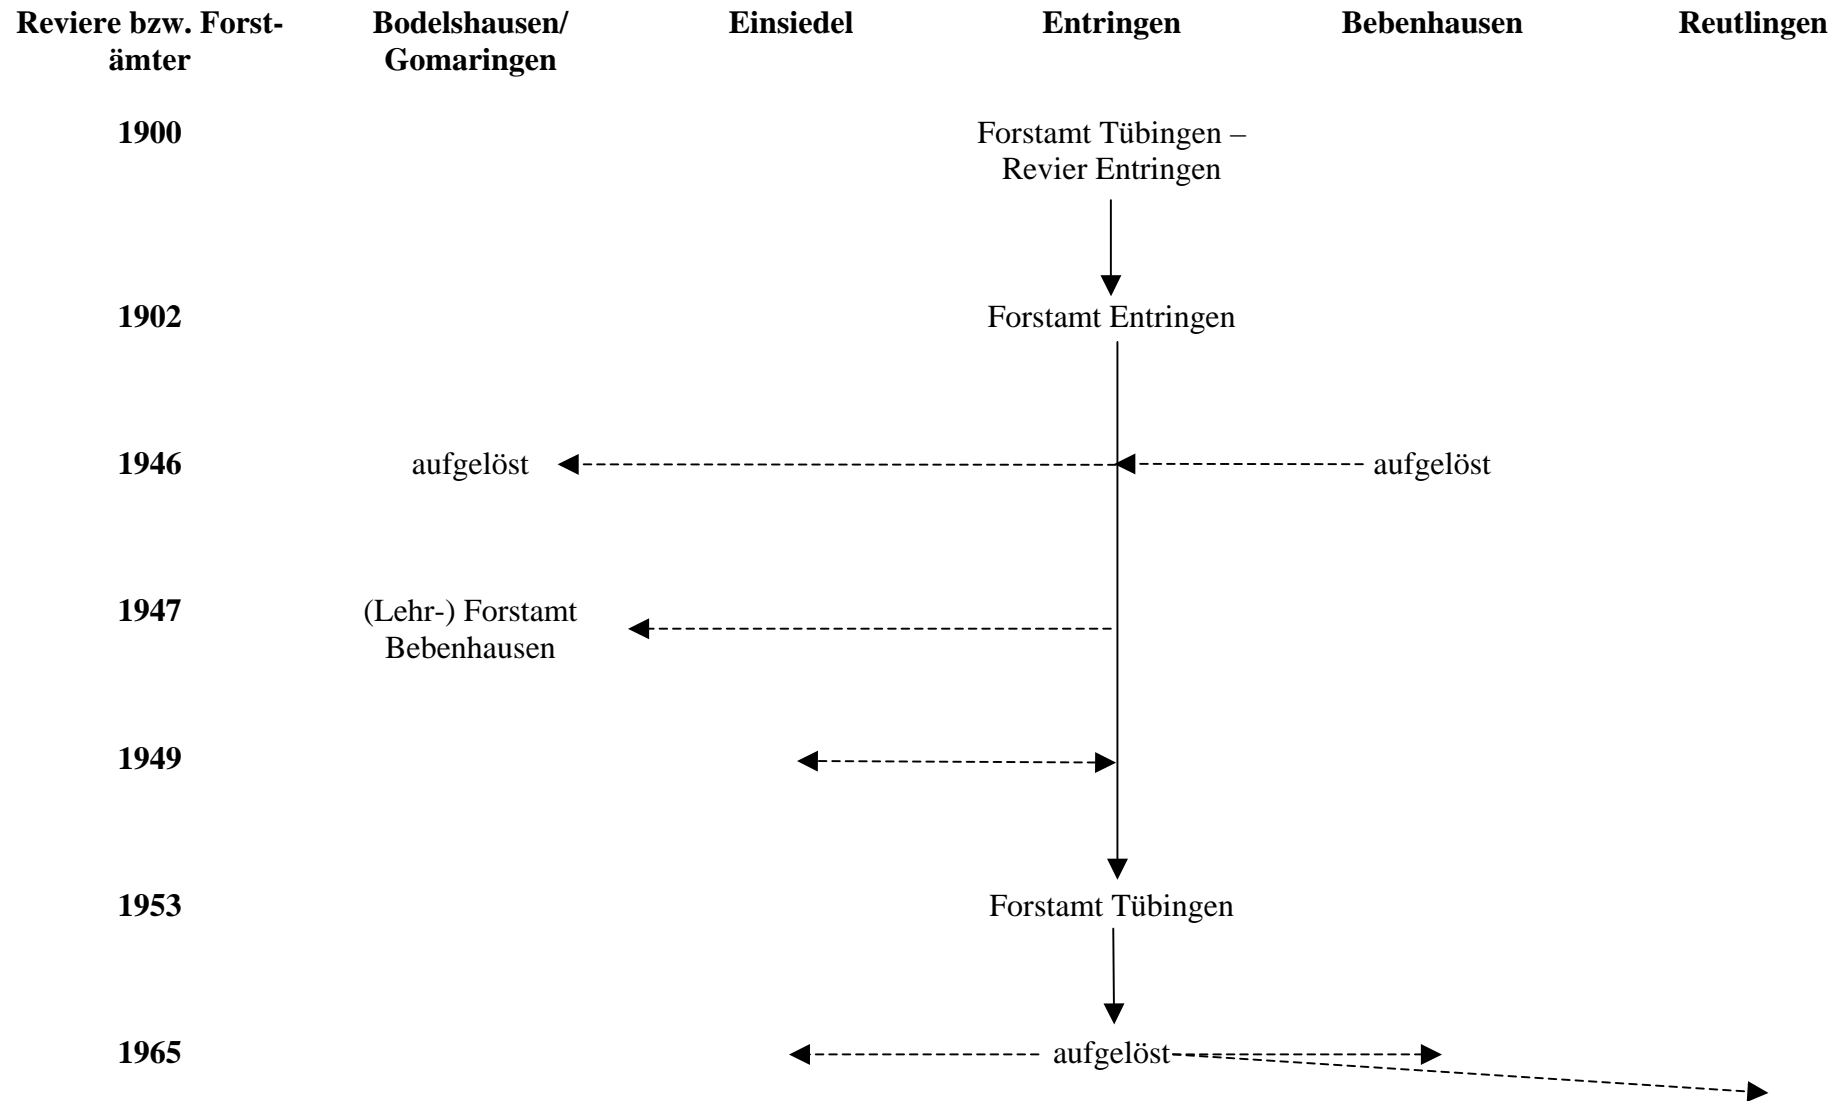 Reviere bzw. Forst-
ämter
Bodelshausen/
Gomaringen
Einsiedel
Entringen
Bebenhausen
Reutlingen
1900
Forstamt Tübingen –
Revier Entringen
1902
Forstamt Entringen
1946
aufgelöst
aufgelöst
1947
(Lehr-) Forstamt
Bebenhausen
1949
1953
Forstamt Tübingen
1965
aufgelöst